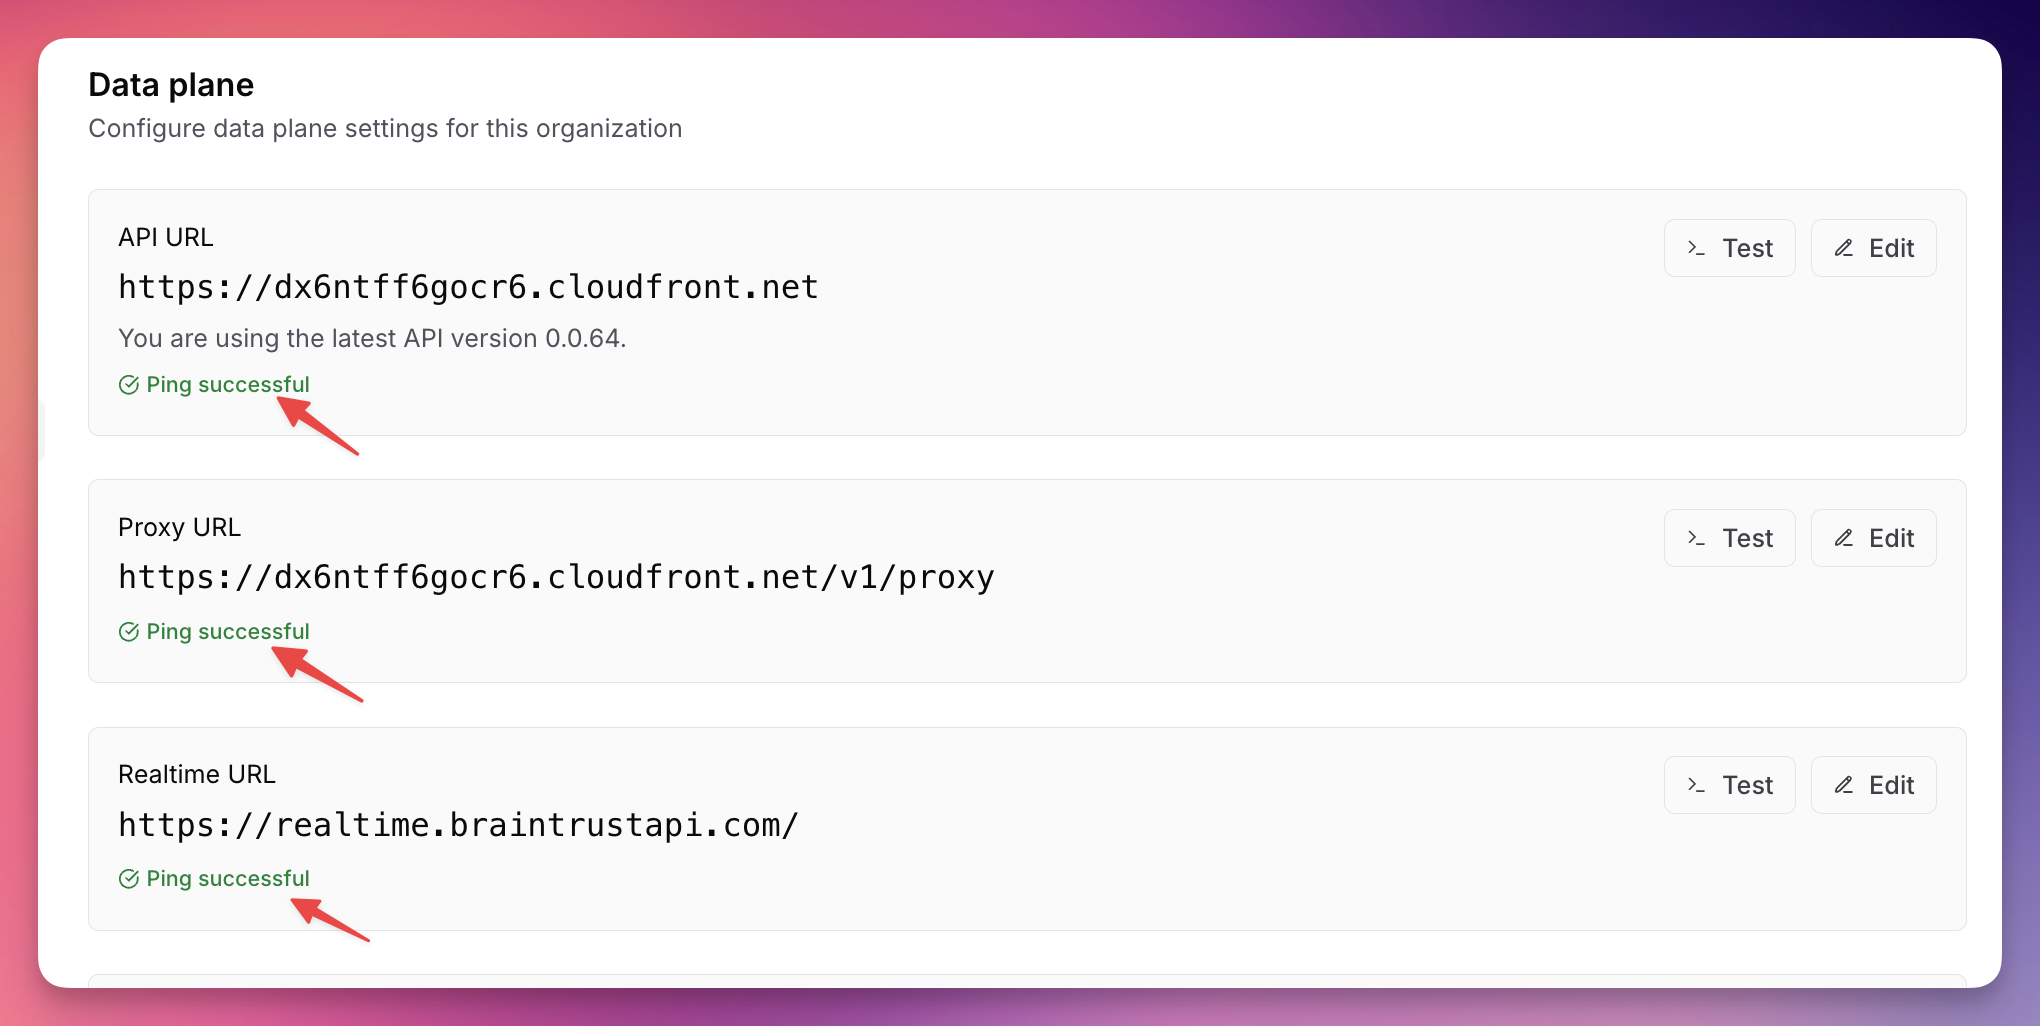 Data plane
Configure data plane settings for this organization
API URL
Test
Edit
https://dx6ntff6gocr6.cloudfront.net
You are using the latest API version 0.0.64.
Ping successful
Proxy URL
Test
Edit
https://dx6ntff6gocr6.cloudfront.net/v1/proxy
Ping successful
Realtime URL
Test
Edit
https://realtime.braintrustapi.com/
Ping successful